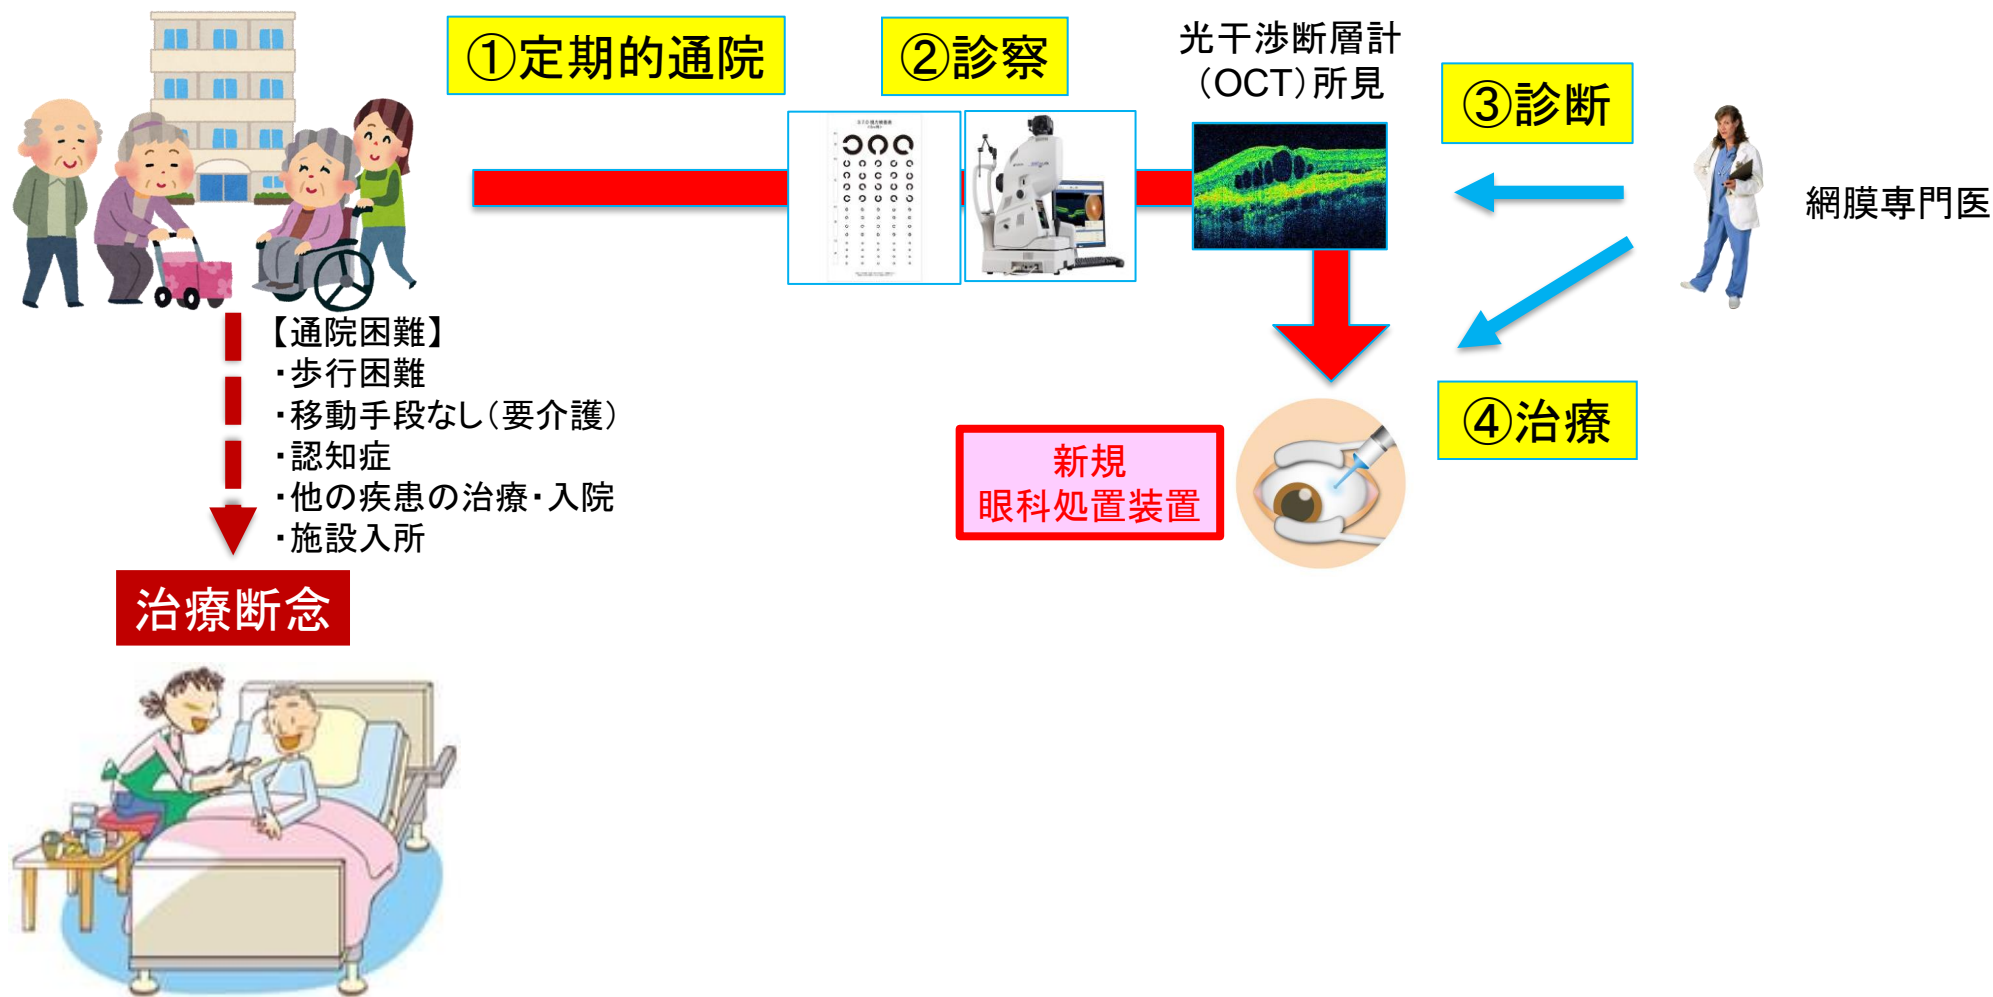 ①定期的通院
②診察
光干渉断層計
（OCT）所見
③診断
網膜専門医
【通院困難】
・歩行困難
・移動手段なし（要介護）
・認知症
・他の疾患の治療・入院
・施設入所
④治療
新規
眼科処置装置
治療断念